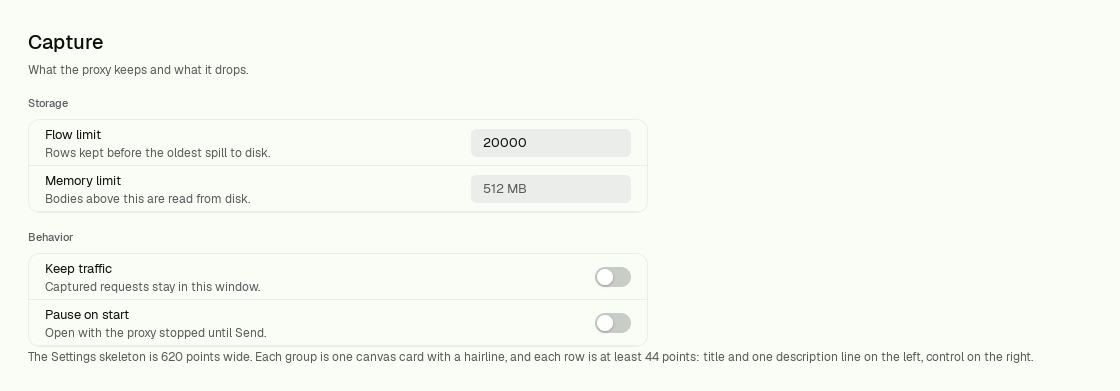 Capture
What the proxy keeps and what it drops.
Storage
Flow limit
20000
Rows kept before the oldest spill to disk.
Memory limit
512 MB
Bodies above this are read from disk.
Behavior
Keep traffic
Captured requests stay in this window.
Pause on start
Open with the proxy stopped until Send.
The Settings skeleton is 620 points wide. Each group is one canvas card with a hairline, and each row is at least 44 points: title and one description line on the left, control on the right.